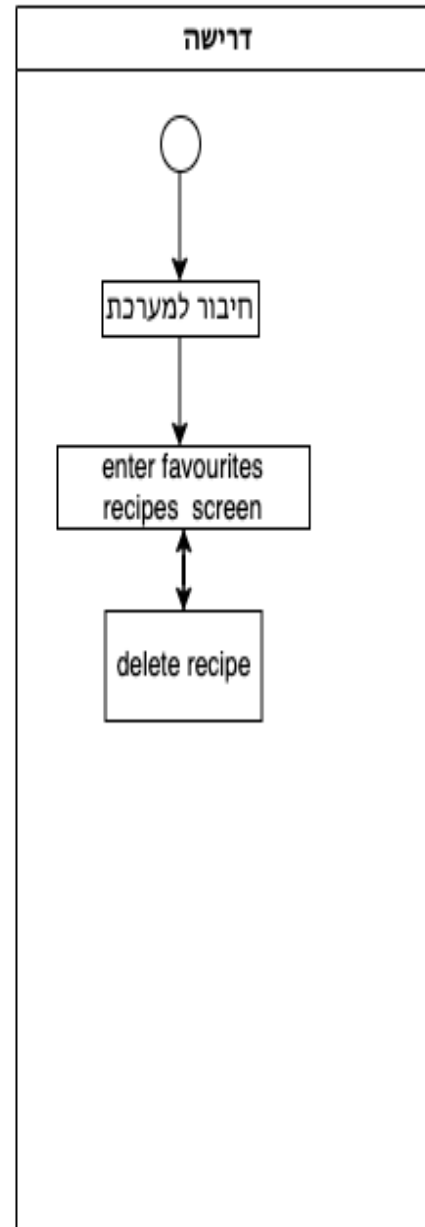 דרישה
חיבור למערכת
enter favourites
recipes screen
delete recipe